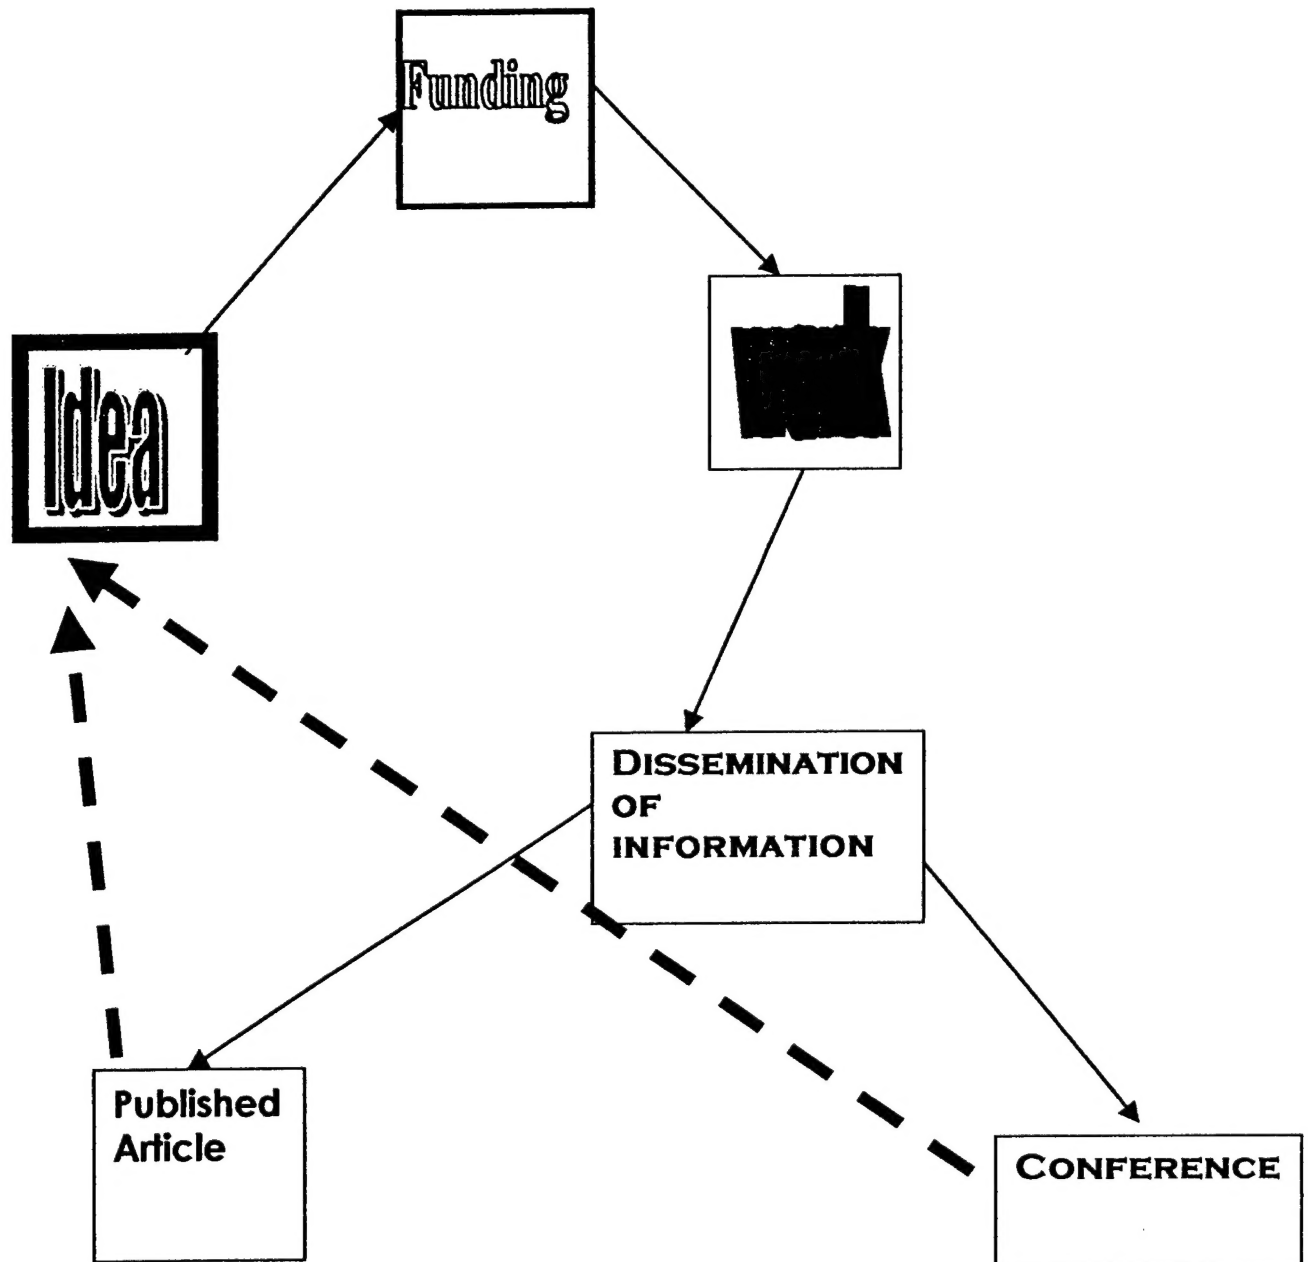 Funding
Idea
DISSEMINATION
OF
INFORMATION
Published
Article
CONFERENCE